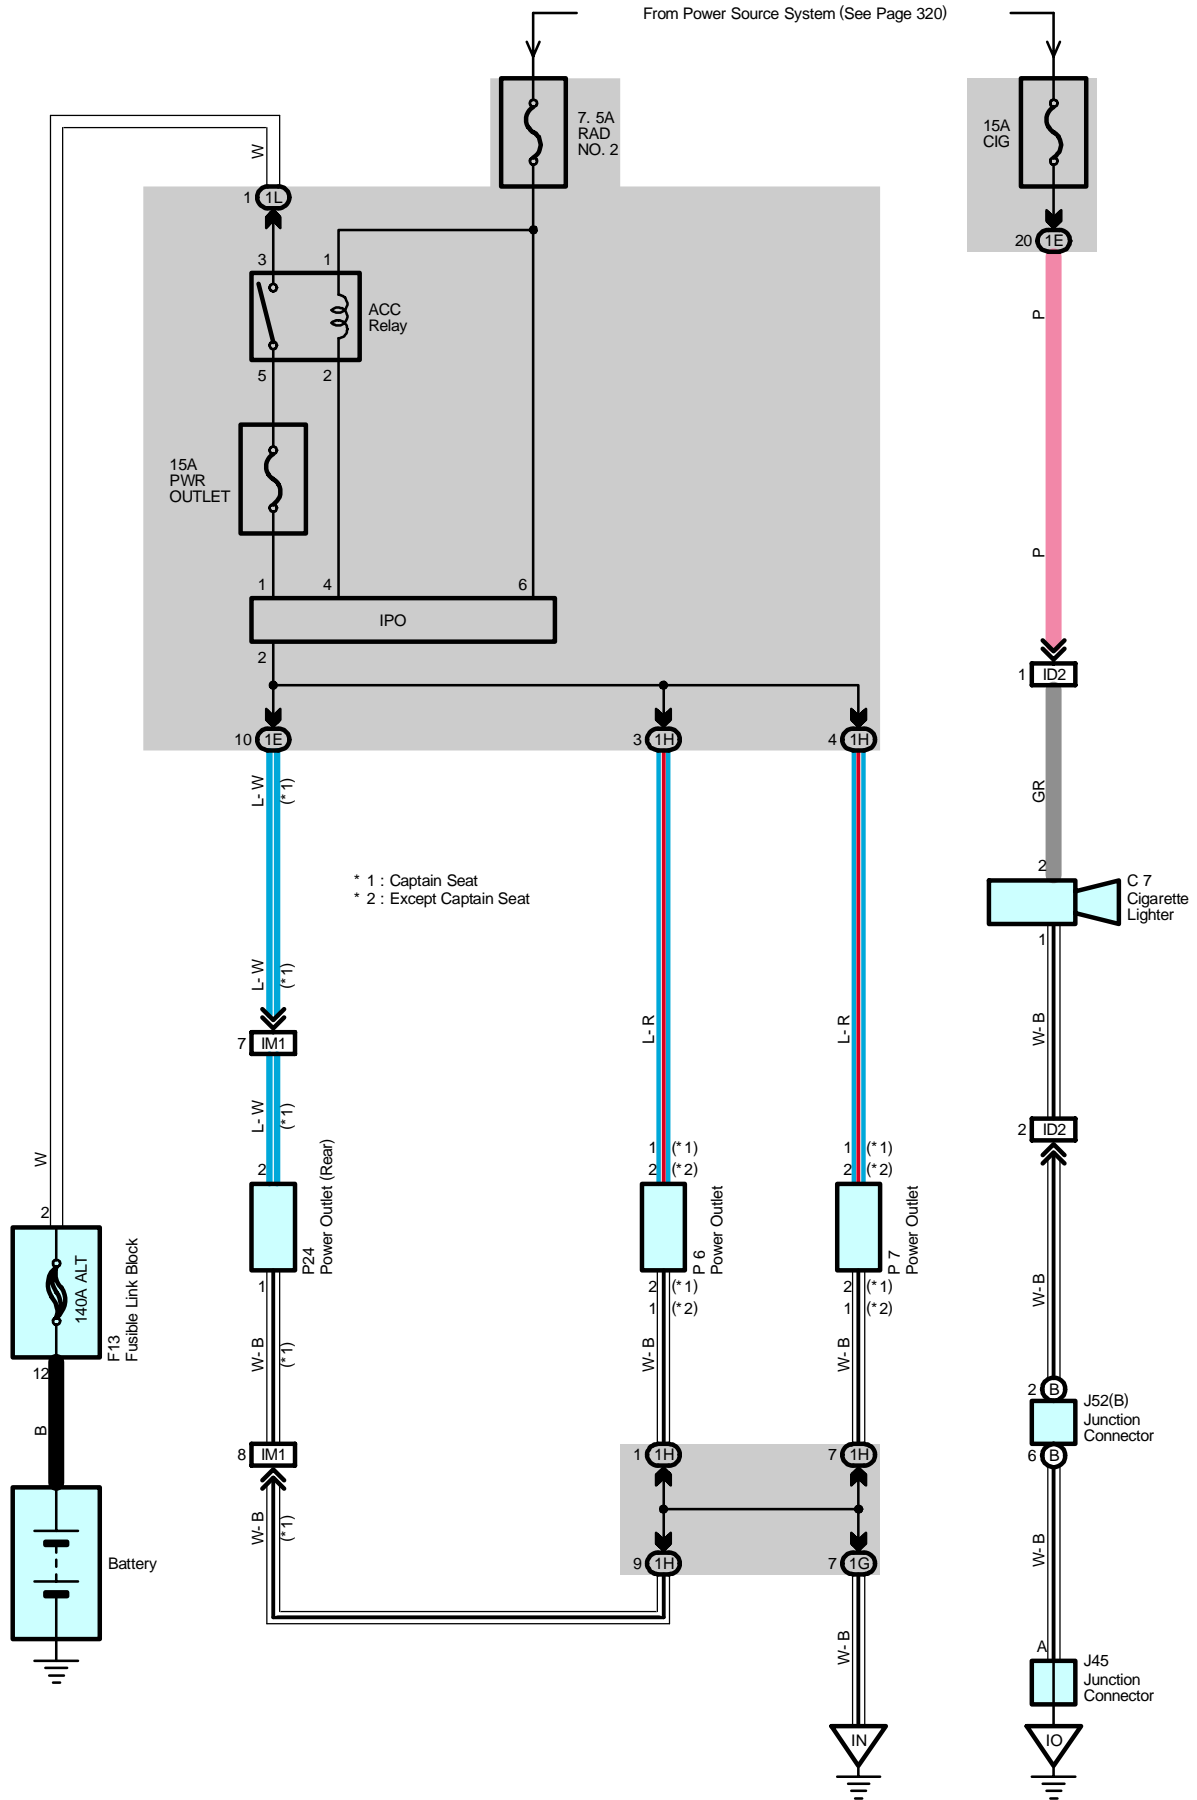 From Power Source System (See Page 320)
7. 5A
RAD
NO. 2
15A
CIG
W
1 1L
20 1E
3 1
ACC
Relay
5 2
P
15A
PWR
OUTLET
P
1 4 6
IPO
2
1 ID2
10 1E
3 1H
4 1H
L- W
(* 1)
GR
2
* 1 : Captain Seat
* 2 : Except Captain Seat
C 7
Cigarette
Lighter
1
L- W
(* 1)
L- R
L- R
W- B
7 IM1
L- W
(* 1)
2 ID2
W
1 (* 1)
2 (* 2)
1 (* 1)
2 (* 2)
2
2
140A ALT
F13
Fusible Link Block
P24
Power Outlet (Rear)
P 6
Power Outlet
P 7
Power Outlet
1
2 (* 1)
1 (* 2)
2 (* 1)
1 (* 2)
W- B
12
W- B
(* 1)
W- B
W- B
2 B
J52(B)
Junction
Connector
B
8 IM1
1 1H
7 1H
6 B
W- B
(* 1)
W- B
Battery
9 1H
7 1G
W- B
A
J45
Junction
Connector
IN
IO